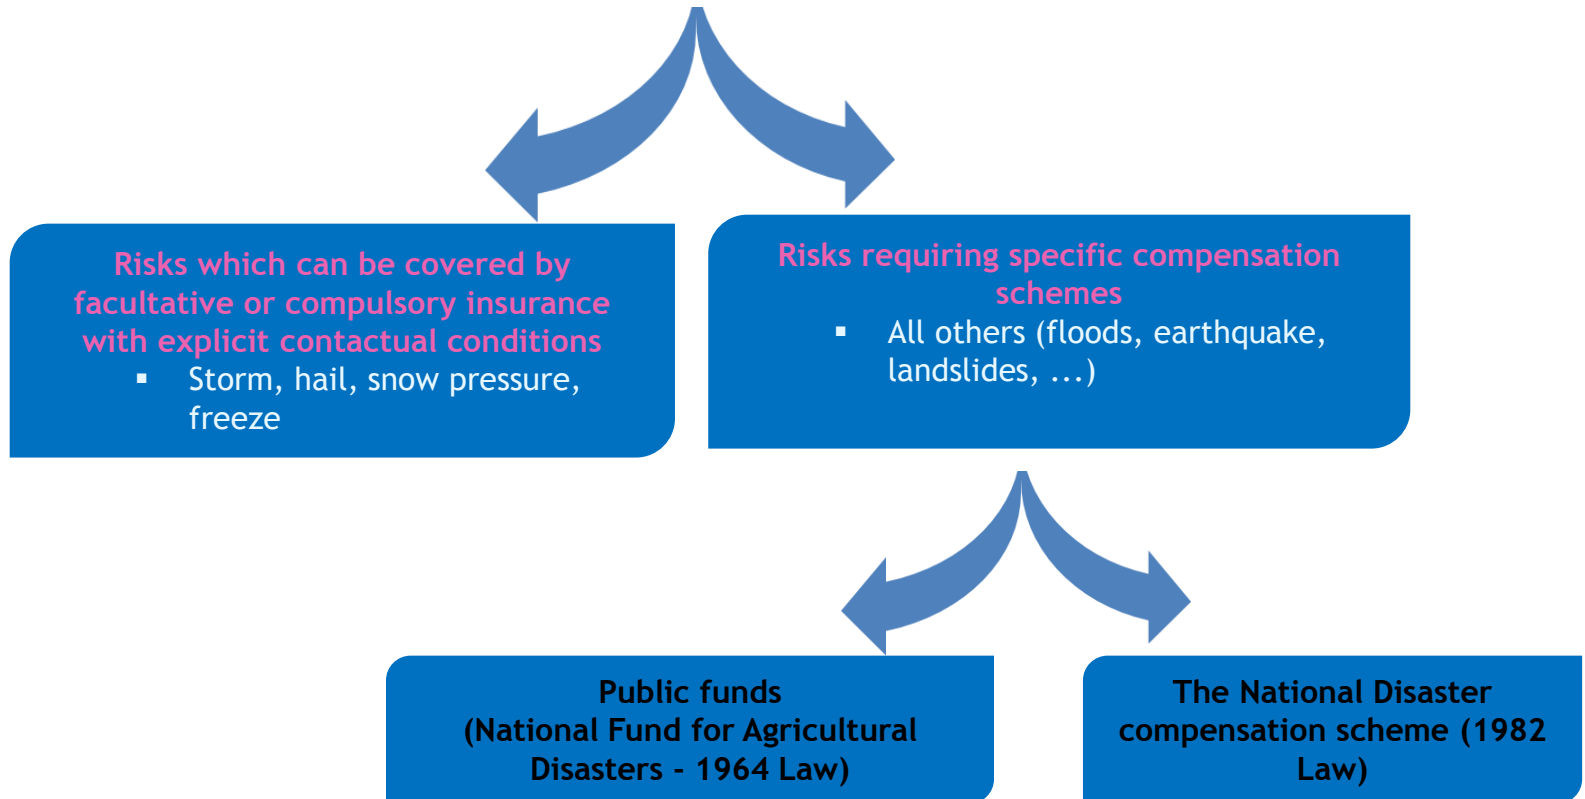 Risks which can be covered by
facultative or compulsory insurance
with explicit contactual conditions
▪ Storm, hail, snow pressure,
freeze
Risks requiring specific compensation
schemes
▪ All others (floods, earthquake,
landslides, ...)
Public funds
(National Fund for Agricultural
Disasters - 1964 Law)
The National Disaster
compensation scheme (1982
Law)